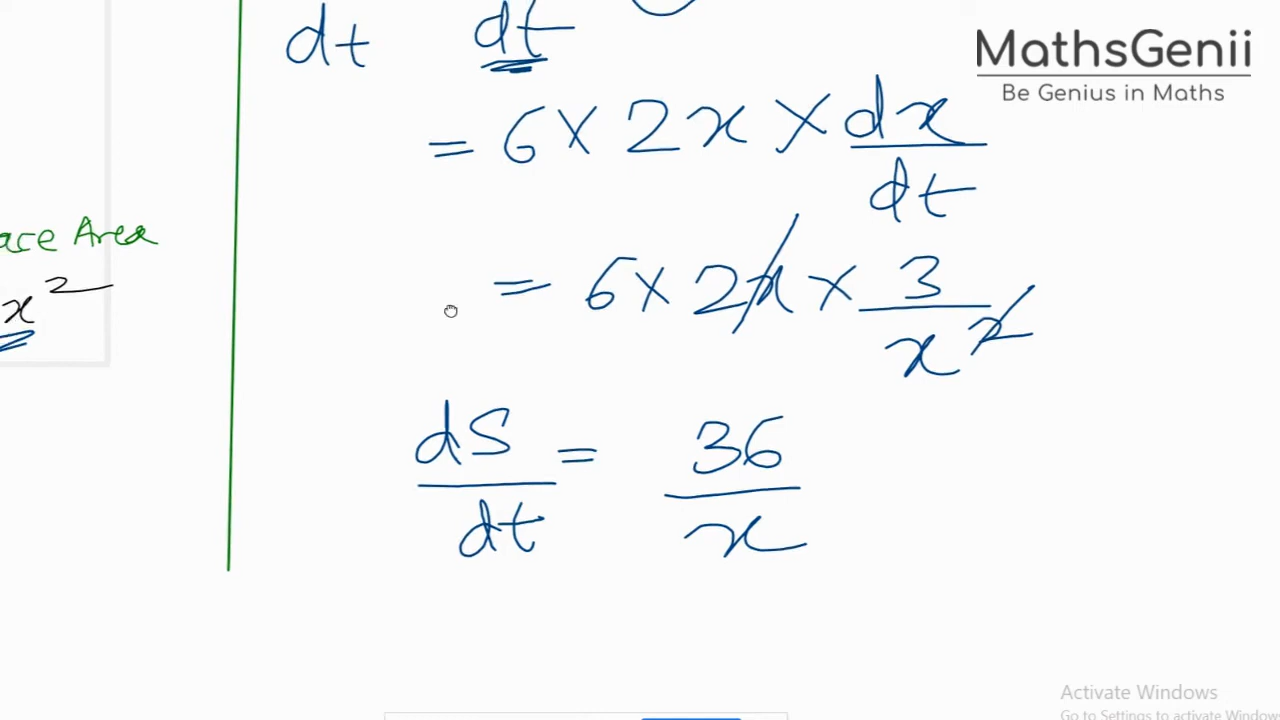 MathsGenii
Be Genius in Maths
dt dt
= 6 × 2x × dx/dt
ace Area
x²
= 6 × 2x × 3/x²
dS/dt = 36/x
Activate Windows
Go to Settings to activate Window